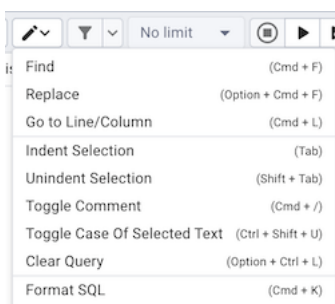 No limit
Find (Cmd + F)
Replace (Option + Cmd + F)
Go to Line/Column (Cmd + L)
Indent Selection (Tab)
Unindent Selection (Shift + Tab)
Toggle Comment (Cmd + /)
Toggle Case Of Selected Text (Ctrl + Shift + U)
Clear Query (Option + Ctrl + L)
Format SQL (Cmd + K)